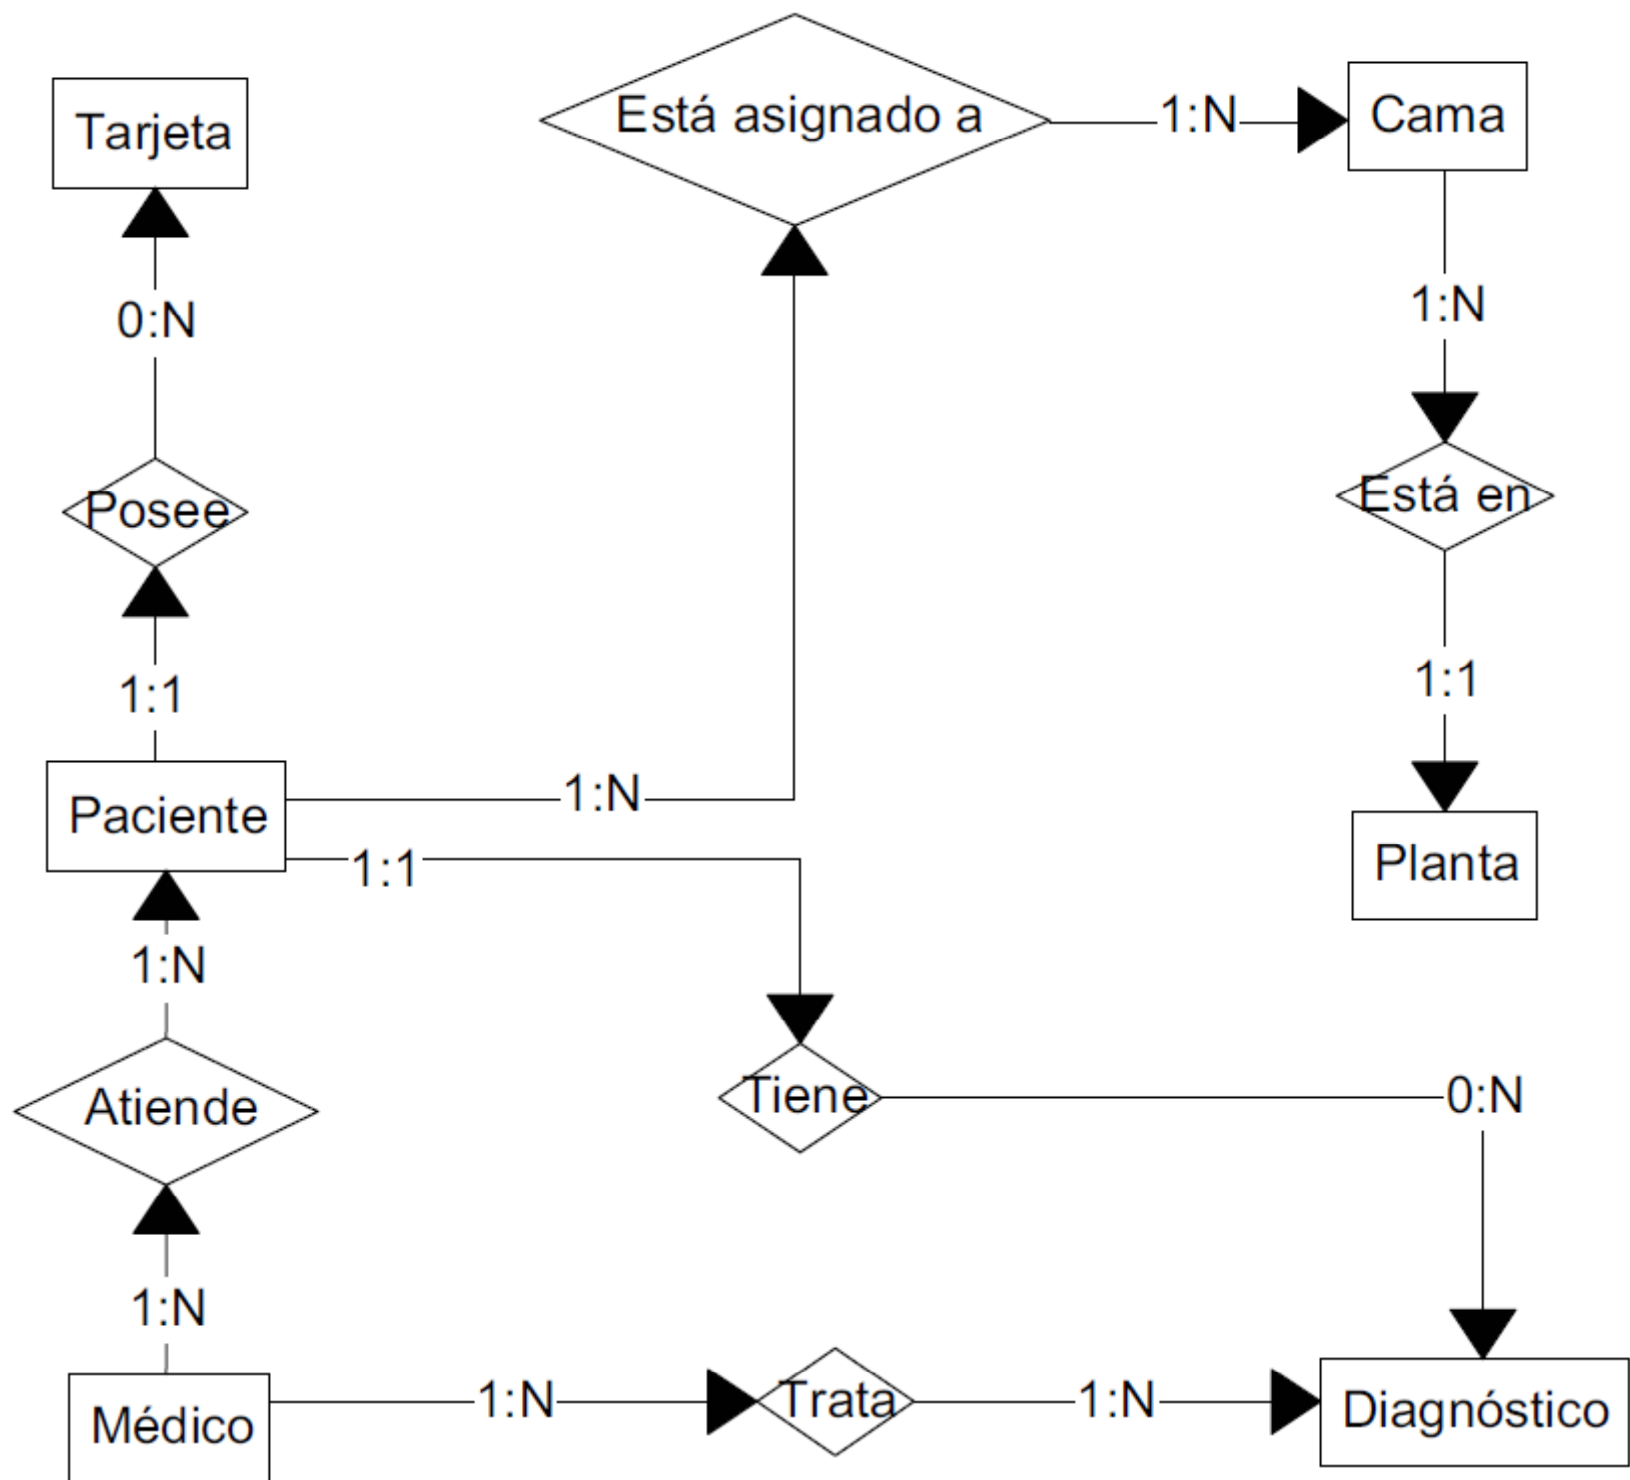 Está asignado a
1:N
Cama
Tarjeta
0:N
1:N
Posee
Está en
1:1
1:1
Paciente
1:N
Planta
1:1
1:N
Atiende
Tiene
0:N
1:N
Médico
1:N
Trata
1:N
Diagnóstico